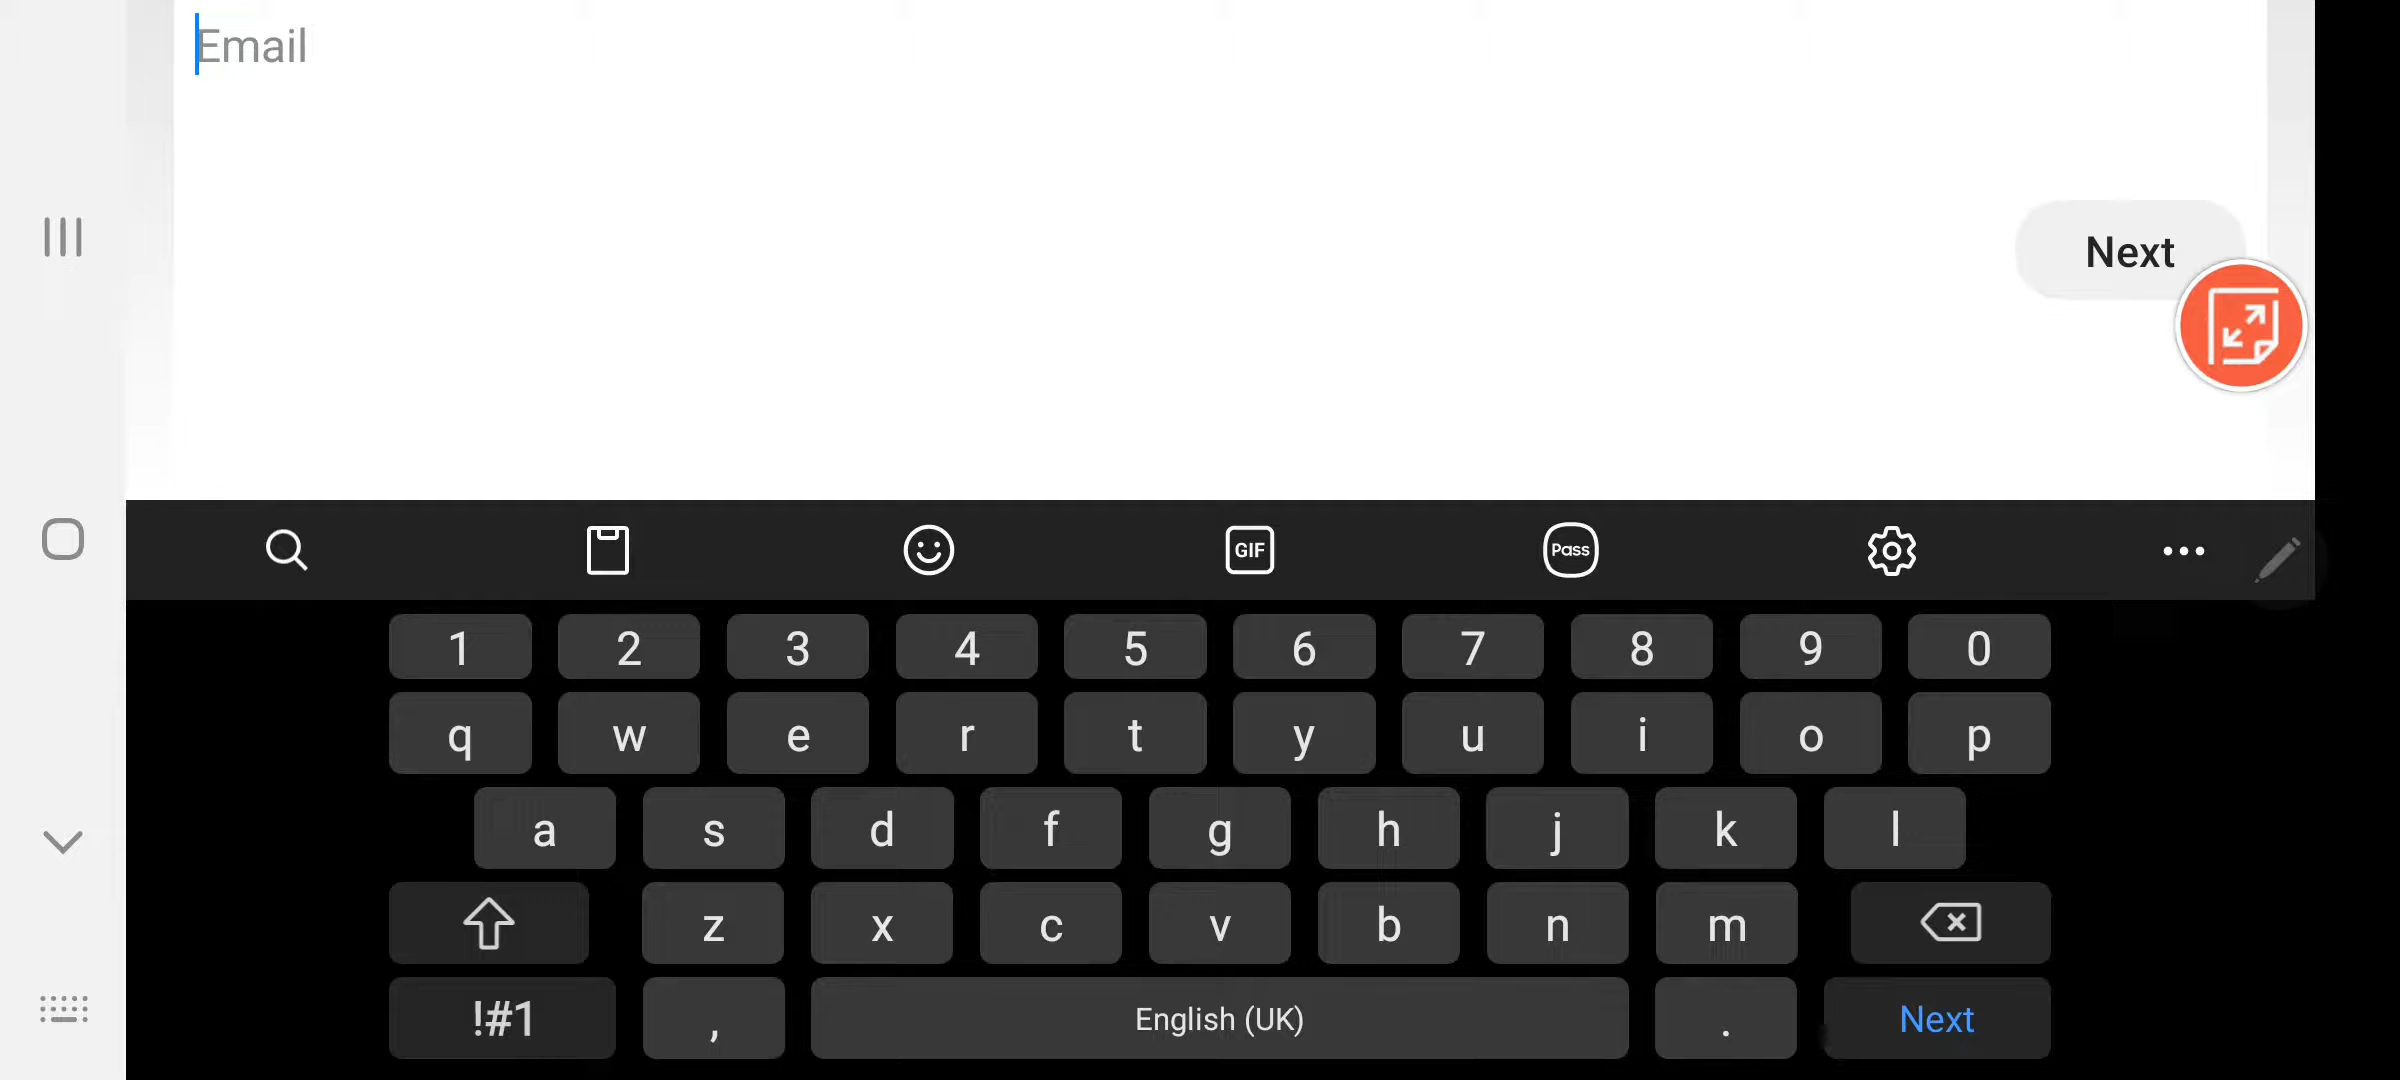 Email
Next
GIF
Pass
1 2 3 4 5 6 7 8 9 0
q w e r t y u i o p
a s d f g h j k l
z x c v b n m
!#1 , English (UK) . Next